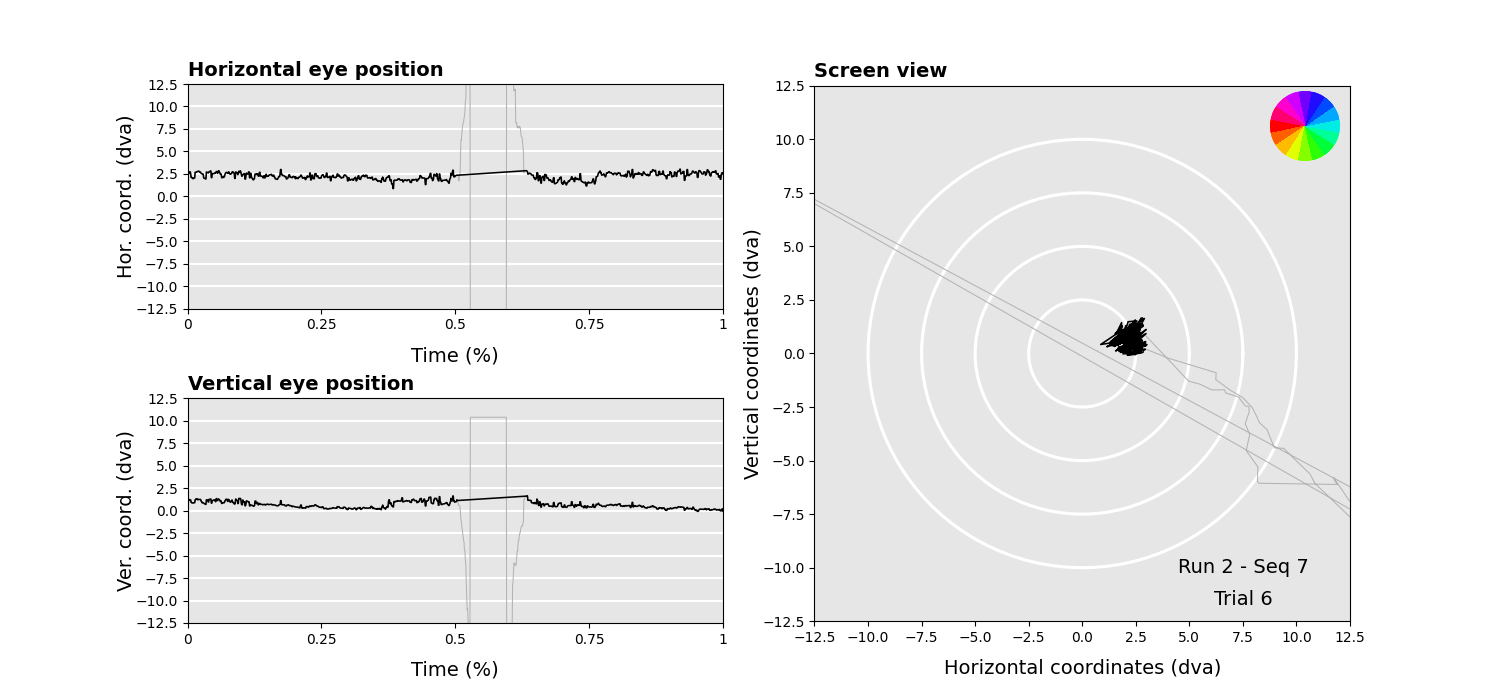 Horizontal eye position
Hor. coord. (dva)
12.5
10.0
7.5
5.0
2.5
0.0
−2.5
−5.0
−7.5
−10.0
−12.5
0 0.25 0.5 0.75 1
Time (%)
Vertical eye position
Ver. coord. (dva)
12.5
10.0
7.5
5.0
2.5
0.0
−2.5
−5.0
−7.5
−10.0
−12.5
0 0.25 0.5 0.75 1
Time (%)
Screen view
Vertical coordinates (dva)
12.5
10.0
7.5
5.0
2.5
0.0
−2.5
−5.0
−7.5
−10.0
−12.5
Run 2 - Seq 7
Trial 6
−12.5 −10.0 −7.5 −5.0 −2.5 0.0 2.5 5.0 7.5 10.0 12.5
Horizontal coordinates (dva)